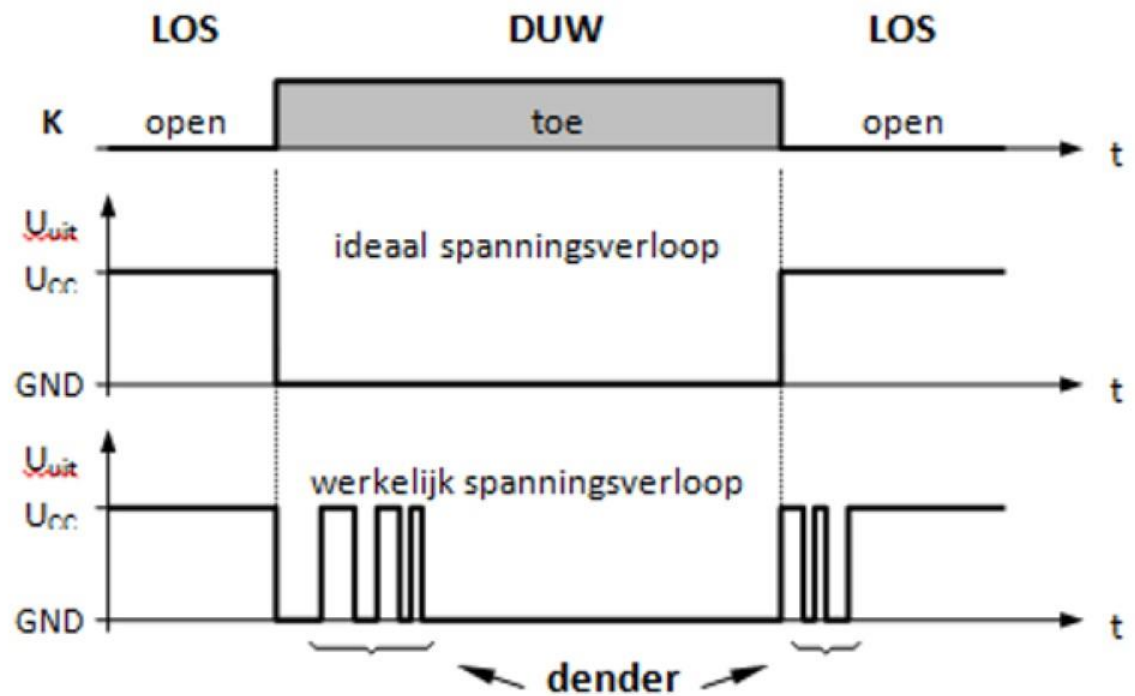 LOS DUW LOS
K open toe open
t
Uuit
ideaal spanningsverloop
UCC
GND
t
Uuit
werkelijk spanningsverloop
UCC
GND
t
dender